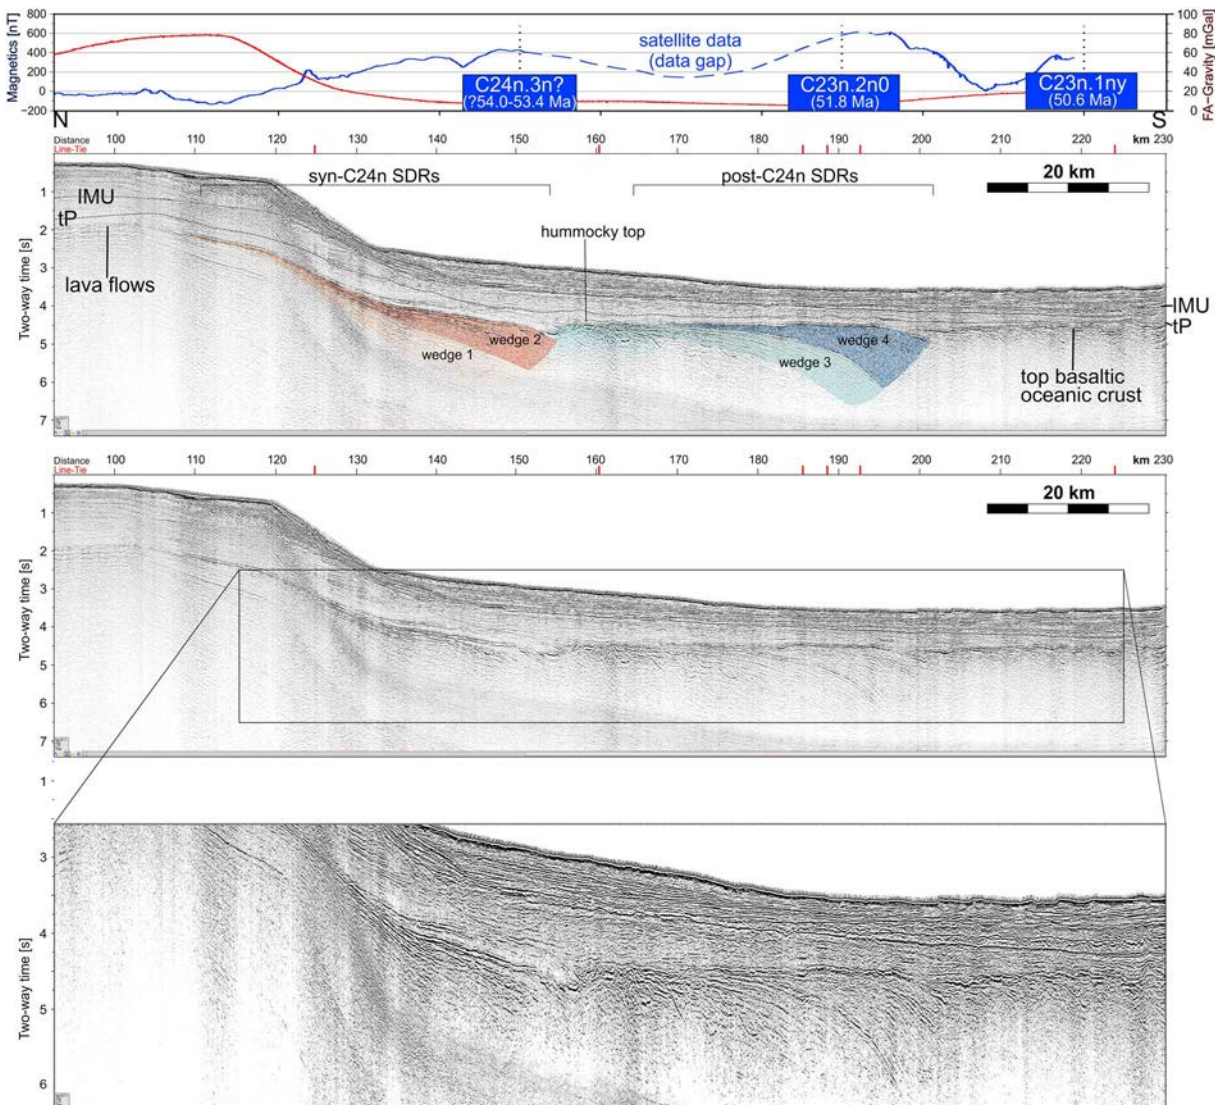 800 600 400 200 0 -200
Magnetics [nT]
100 80 60 40 20 0
FA-Gravity [mGal]
satellite data
(data gap)
C24n.3n?
(?54.0-53.4 Ma)
C23n.2n0
(51.8 Ma)
C23n.1ny
(50.6 Ma)
N
S
Distance 100 110 120 130 140 150 160 170 180 190 200 210 220 km 230
Line-Tie
syn-C24n SDRs
post-C24n SDRs
20 km
IMU
tP
hummocky top
lava flows
IMU
tP
wedge 2
wedge 1
wedge 4
wedge 3
top basaltic
oceanic crust
Two-way time [s]
1 2 3 4 5 6 7
Distance 100 110 120 130 140 150 160 170 180 190 200 210 220 km 230
Line-Tie
20 km
Two-way time [s]
1 2 3 4 5 6 7
1
Two-way time [s]
3 4 5 6